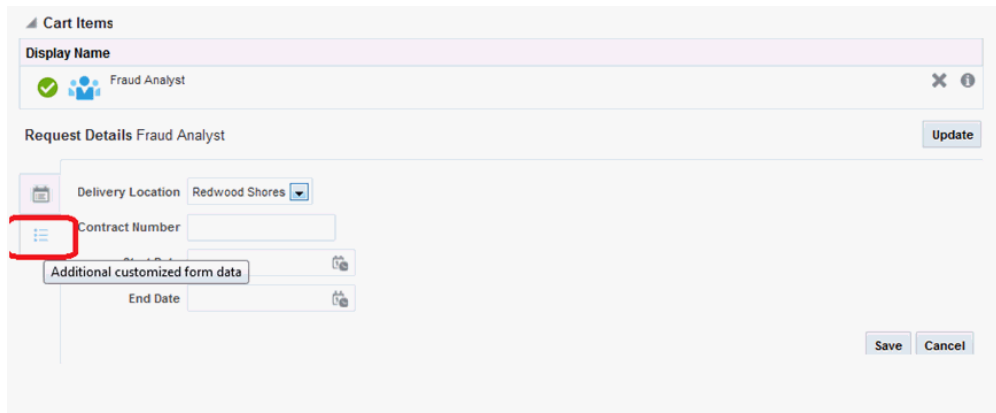 Cart Items
Display Name
Fraud Analyst
Request Details Fraud Analyst
Update
Delivery Location Redwood Shores
Contract Number
Additional customized form data
End Date
Save Cancel